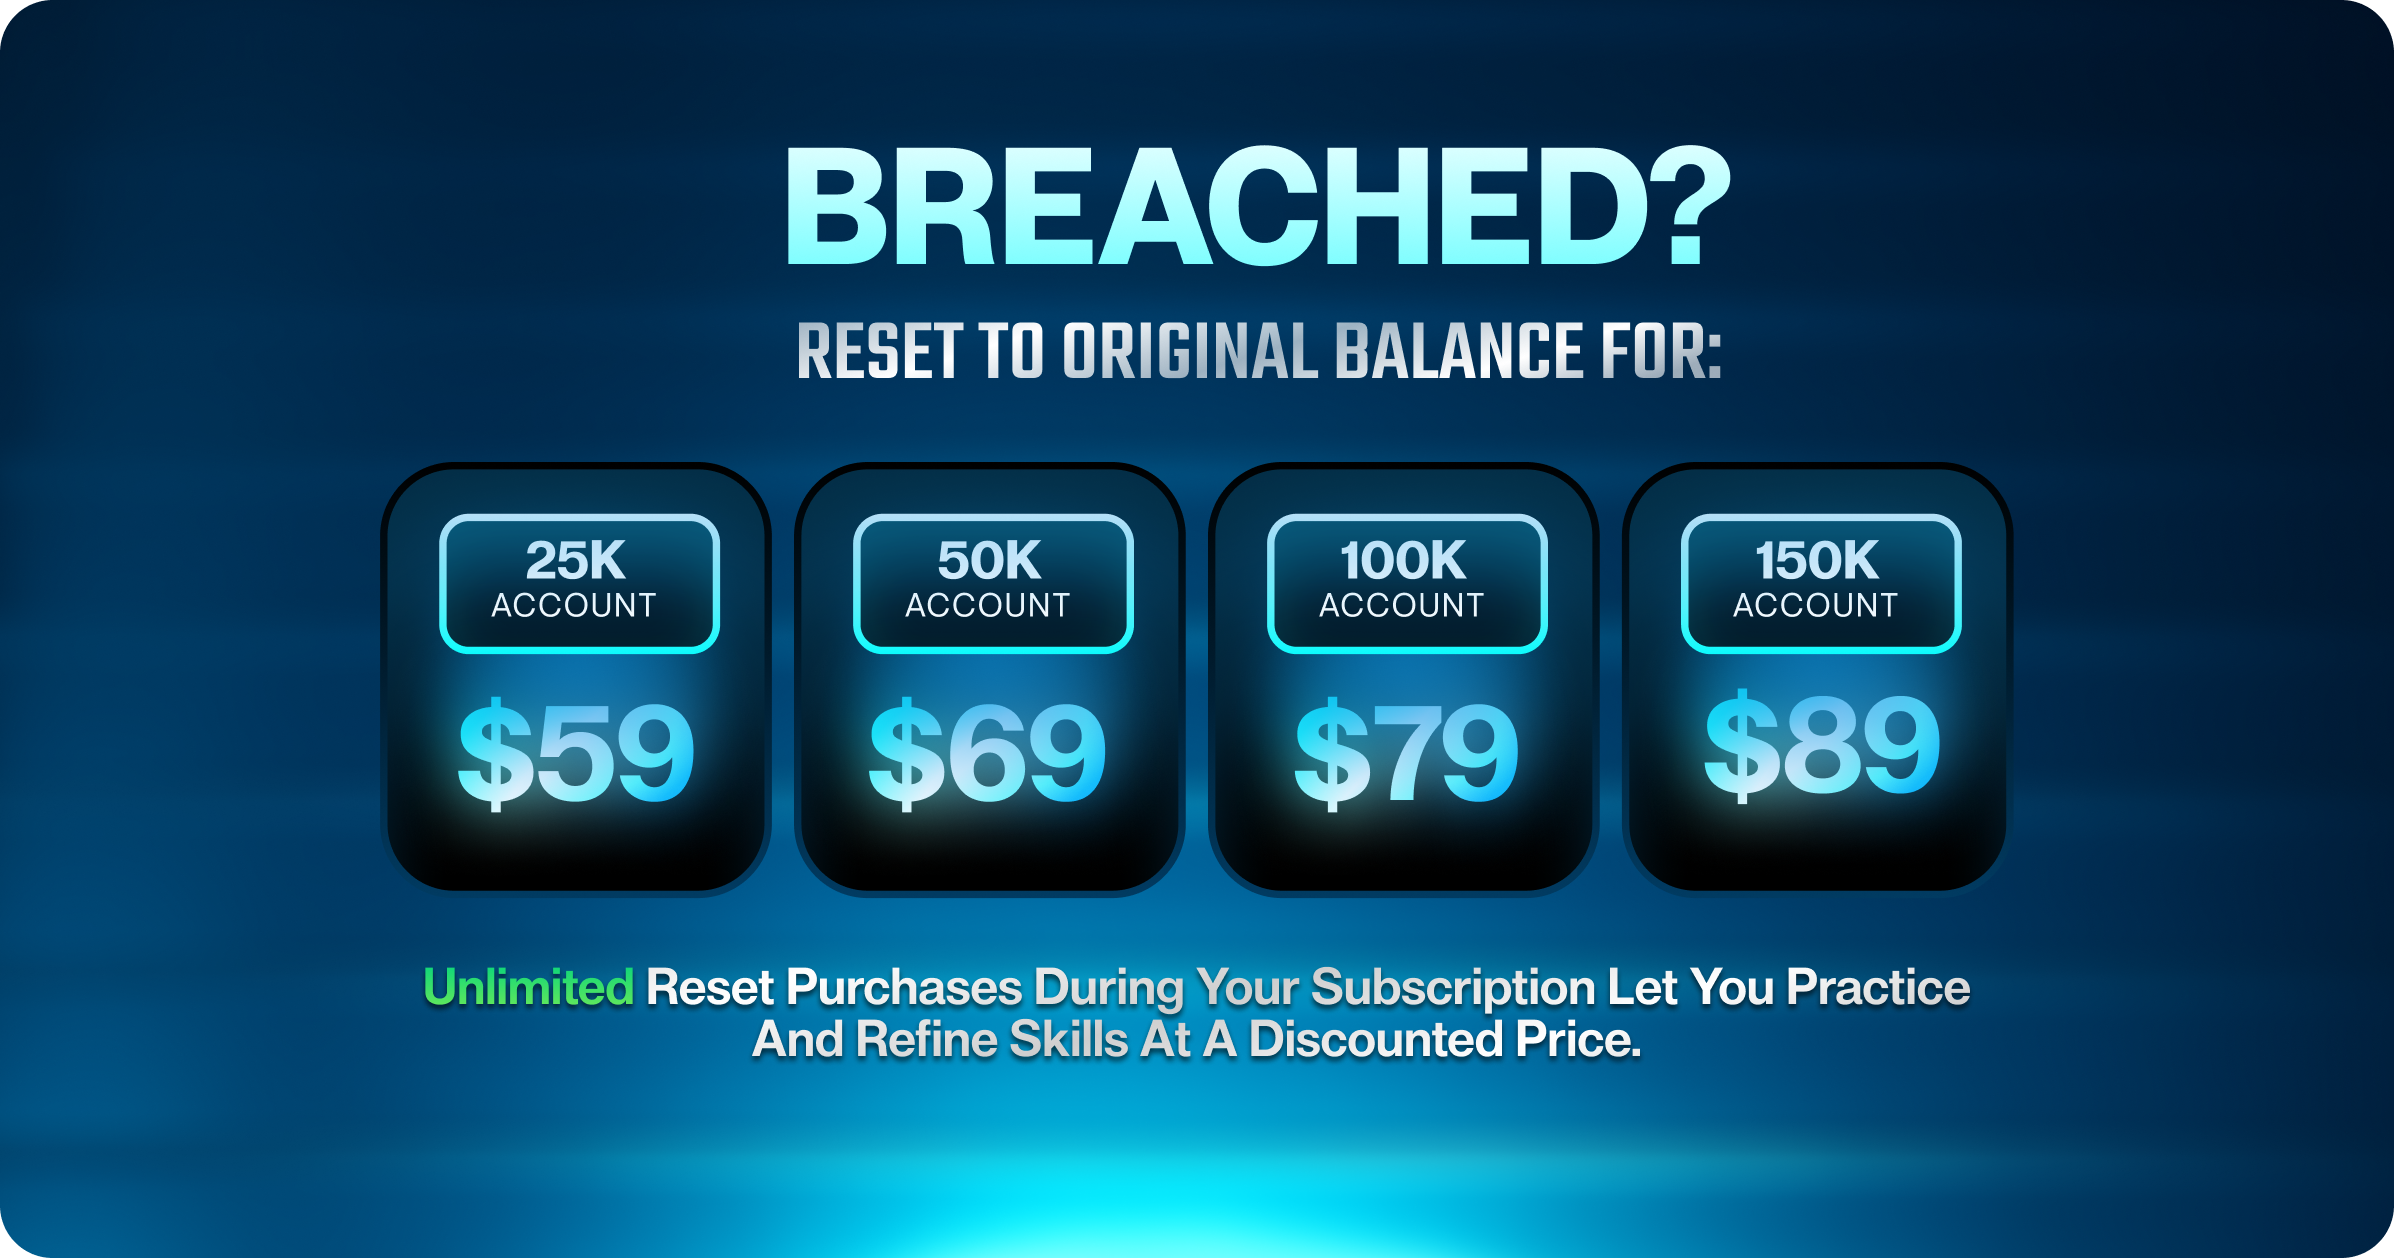 BREACHED?
RESET TO ORIGINAL BALANCE FOR:
25K
ACCOUNT
$59
50K
ACCOUNT
$69
100K
ACCOUNT
$79
150K
ACCOUNT
$89
Unlimited Reset Purchases During Your Subscription Let You Practice
And Refine Skills At A Discounted Price.